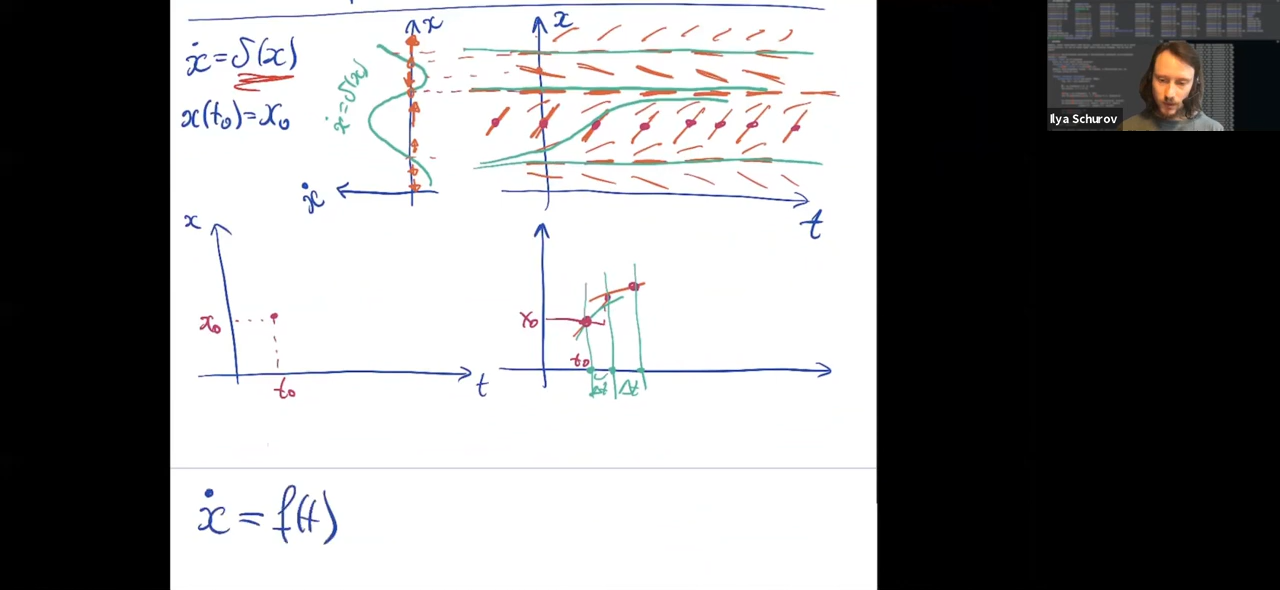 ẋ = f(x)
x(t₀) = x₀
ẋ = f(x)
x
ẋ
x
t
x
x₀
t₀
t
x₀
t₀
Δt
Δt
ẋ = f(t)
Ilya Schurov